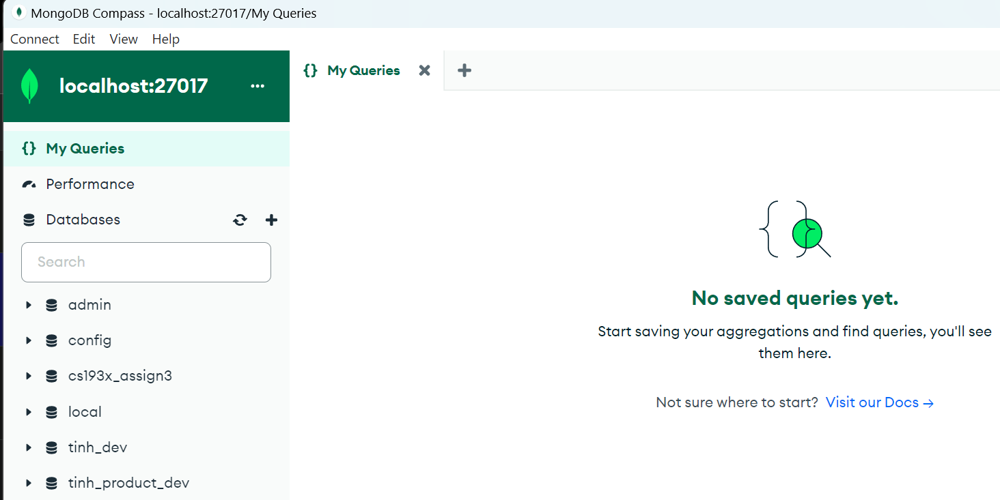 MongoDB Compass - localhost:27017/My Queries
Connect Edit View Help
localhost:27017
My Queries
My Queries
Performance
Databases
Search
admin
config
cs193x_assign3
local
tinh_dev
tinh_product_dev
No saved queries yet.
Start saving your aggregations and find queries, you'll see
them here.
Not sure where to start? Visit our Docs →